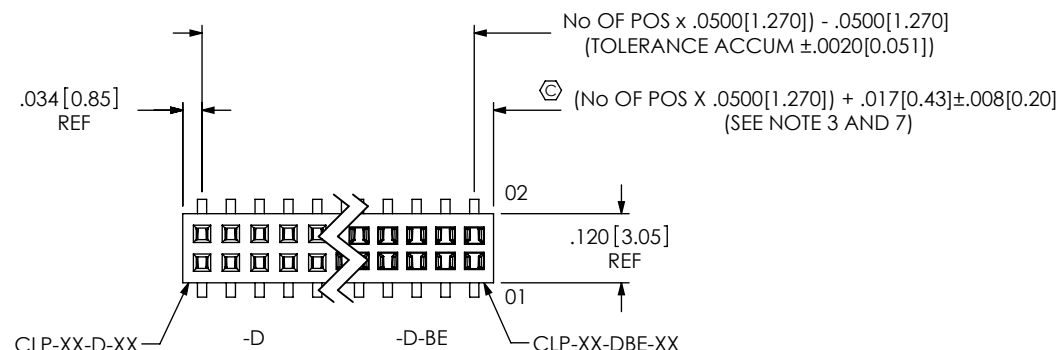 No OF POS x .0500[1.270]) - .0500[1.270]
(TOLERANCE ACCUM ±.0020[0.051])
.034[0.85]
REF
C (No OF POS X .0500[1.270]) + .017[0.43]±.008[0.20]
(SEE NOTE 3 AND 7)
02
.120[3.05]
REF
01
CLP-XX-D-XX
-D
-D-BE
CLP-XX-DBE-XX